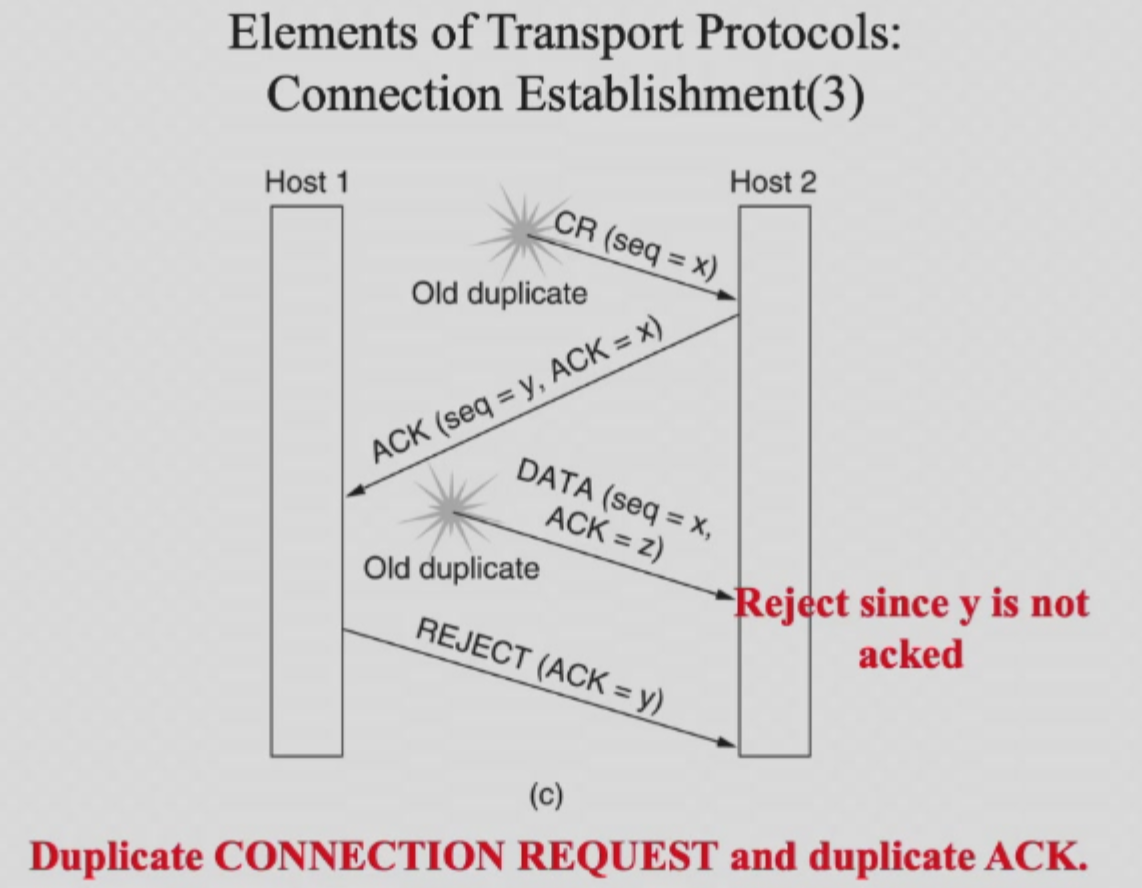 Elements of Transport Protocols:
Connection Establishment(3)
Host 1
Host 2
CR (seq = x)
Old duplicate
ACK (seq = y, ACK = x)
DATA (seq = x,
ACK = z)
Old duplicate
Reject since y is not
acked
REJECT (ACK = y)
(c)
Duplicate CONNECTION REQUEST and duplicate ACK.